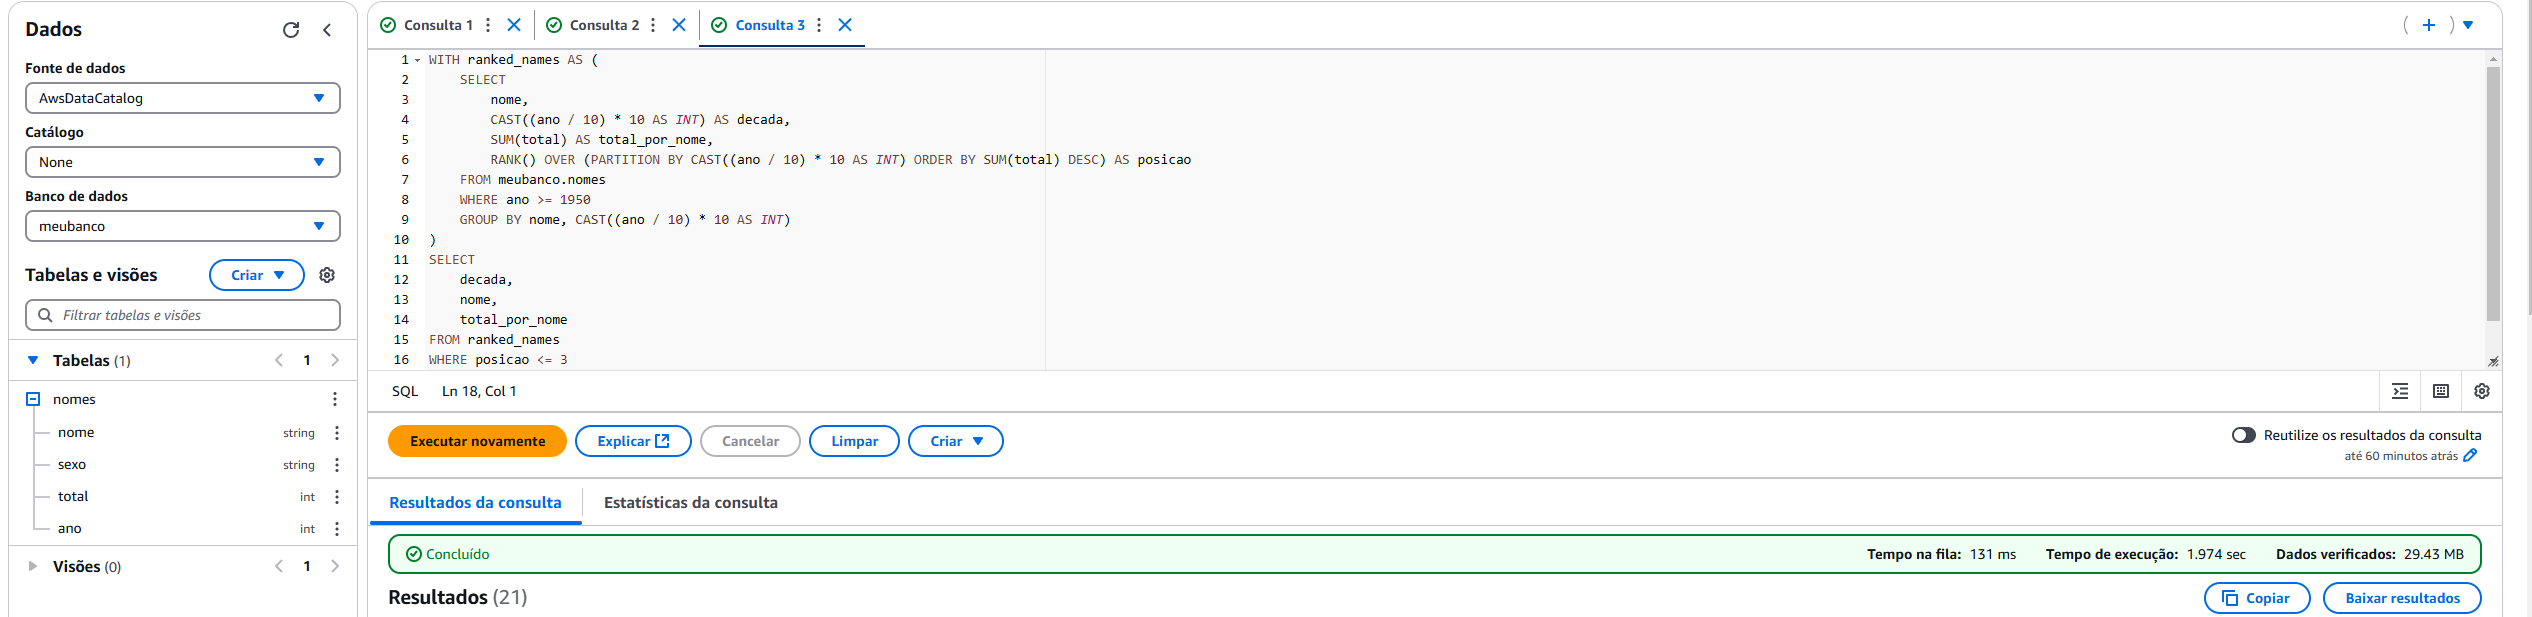 Dados
Fonte de dados
AwsDataCatalog
Catálogo
None
Banco de dados
meubanco
Tabelas e visões
Criar
Filtrar tabelas e visões
Tabelas (1)
1
nomes
nome string
sexo string
total int
ano int
Visões (0)
1
Consulta 1
Consulta 2
Consulta 3
( + )
1 WITH ranked_names AS (
2 SELECT
3 nome,
4 CAST((ano / 10) * 10 AS INT) AS decada,
5 SUM(total) AS total_por_nome,
6 RANK() OVER (PARTITION BY CAST((ano / 10) * 10 AS INT) ORDER BY SUM(total) DESC) AS posicao
7 FROM meubanco.nomes
8 WHERE ano >= 1950
9 GROUP BY nome, CAST((ano / 10) * 10 AS INT)
10 )
11 SELECT
12 decada,
13 nome,
14 total_por_nome
15 FROM ranked_names
16 WHERE posicao <= 3
SQL Ln 18, Col 1
Executar novamente
Explicar
Cancelar
Limpar
Criar
Reutilize os resultados da consulta
até 60 minutos atrás
Resultados da consulta
Estatísticas da consulta
Concluído
Tempo na fila: 131 ms
Tempo de execução: 1.974 sec
Dados verificados: 29.43 MB
Resultados (21)
Copiar
Baixar resultados